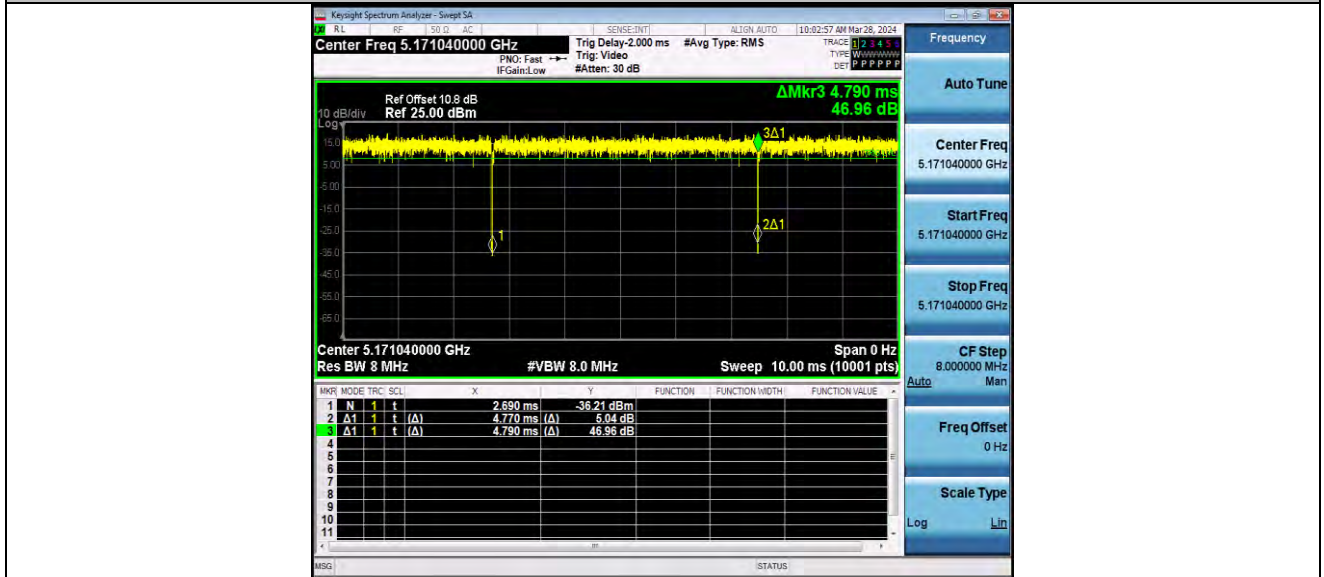 Keysight Spectrum Analyzer - Swept SA
RL RF 50 Ω AC SENSE:INT ALIGN AUTO 10:02:57 AM Mar 28, 2024
Center Freq 5.171040000 GHz
PNO: Fast
IFGain:Low
Trig Delay-2.000 ms
Trig: Video
#Atten: 30 dB
#Avg Type: RMS
TRACE 1 2 3 4 5 6
TYPE WWWWWW
DET P P P P P P
ΔMkr3 4.790 ms
46.96 dB
Ref Offset 10.8 dB
10 dB/div Ref 25.00 dBm
Log
15.0
5.00
-5.00
-15.0
-25.0
-35.0
-45.0
-55.0
-65.0
3Δ1
2Δ1
1
Center 5.171040000 GHz Span 0 Hz
Res BW 8 MHz #VBW 8.0 MHz Sweep 10.00 ms (10001 pts)
MKR MODE TRC SCL X Y FUNCTION FUNCTION WIDTH FUNCTION VALUE
1 N 1 t 2.690 ms -36.21 dBm
2 Δ1 1 t (Δ) 4.770 ms (Δ) 5.04 dB
3 Δ1 1 t (Δ) 4.790 ms (Δ) 46.96 dB
4
5
6
7
8
9
10
11
MSG STATUS
Frequency
Auto Tune
Center Freq
5.171040000 GHz
Start Freq
5.171040000 GHz
Stop Freq
5.171040000 GHz
CF Step
8.000000 MHz
Auto Man
Freq Offset
0 Hz
Scale Type
Log Lin